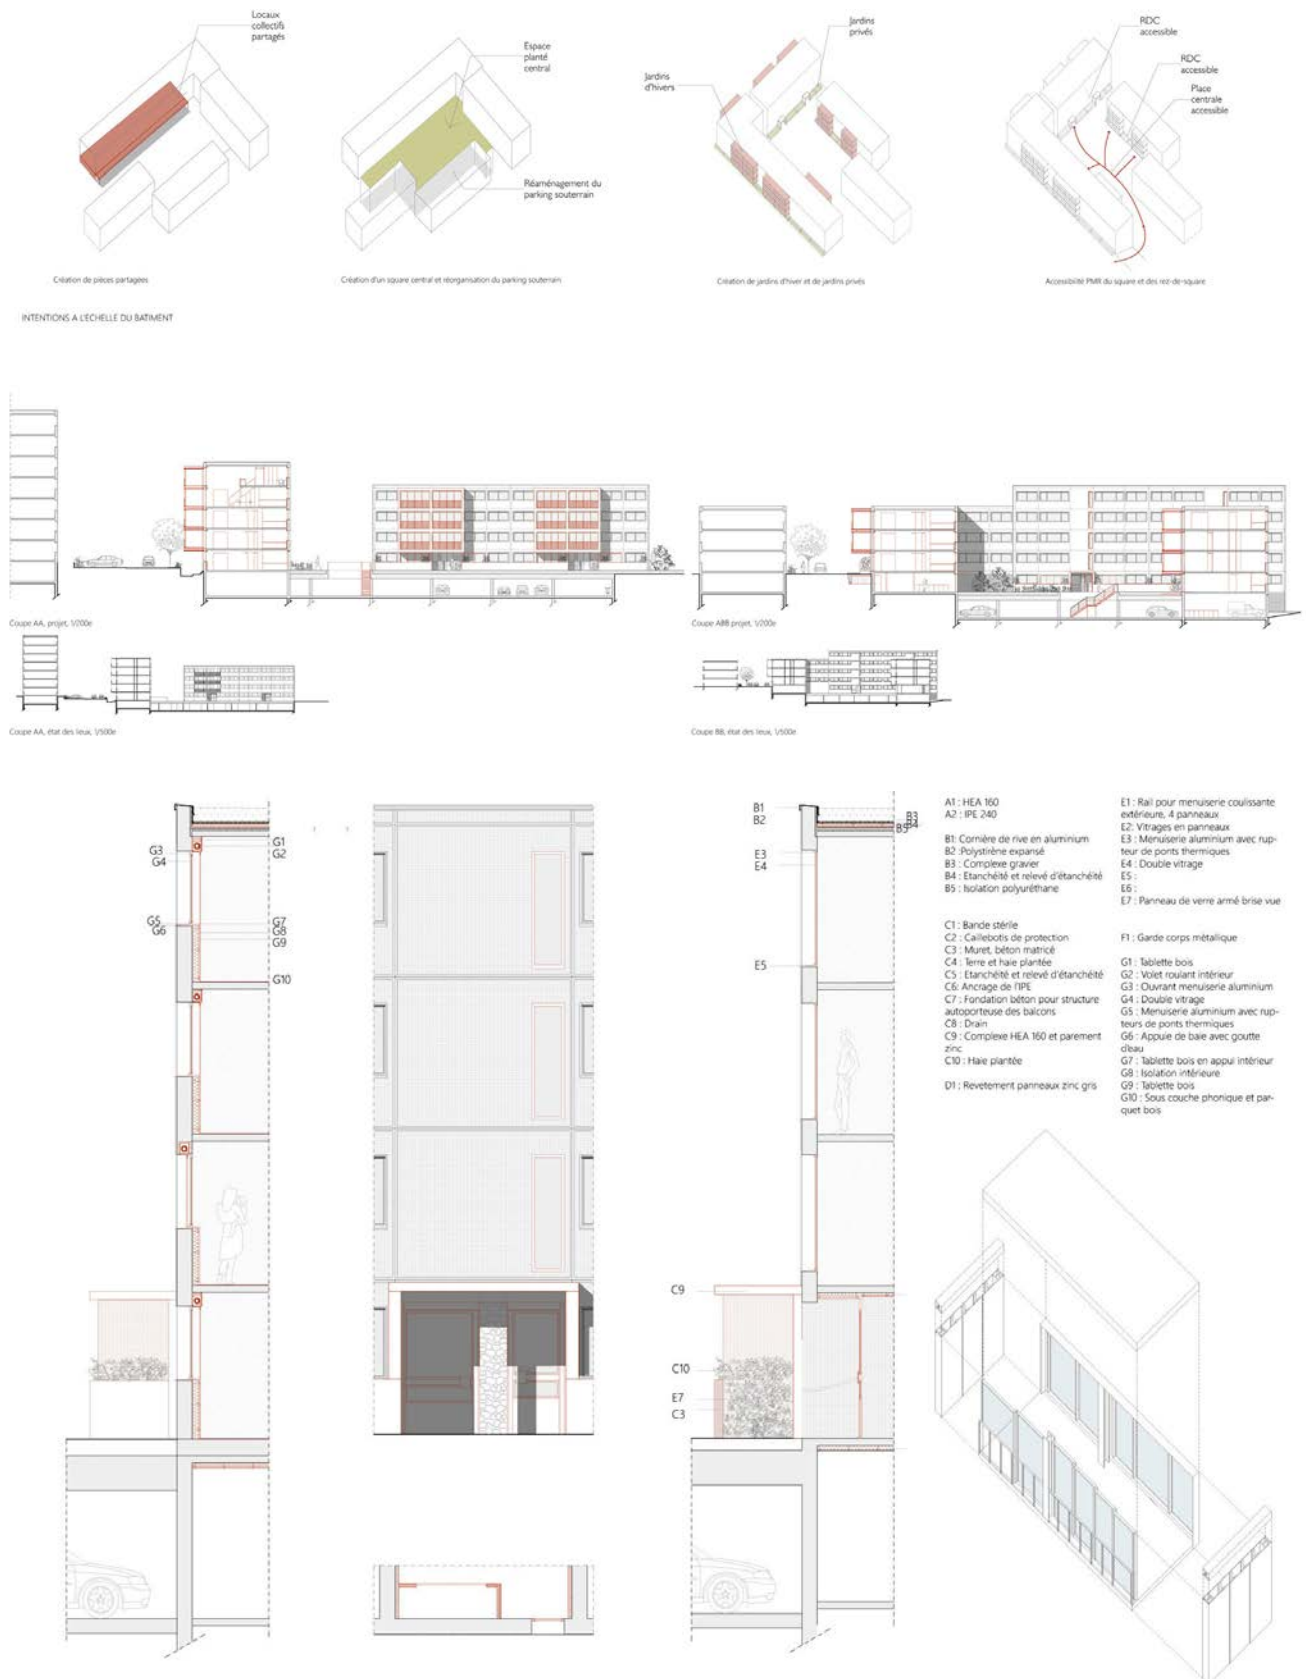 Locaux
collectifs
partagés
Espace
planté
central
Réaménagement du
parking souterrain
Jardins
d'hivers
Jardins
privés
RDC
accessible
RDC
accessible
Place
centrale
accessible
Création de pièces partagées
Création d'un square central et réorganisation du parking souterrain
Création de jardins d'hiver et de jardins privés
Accessibilité PMR du square et des rez-de-square
INTENTIONS A L'ECHELLE DU BATIMENT
Coupe AA, projet, 1/200e
Coupe ABB projet, 1/200e
Coupe AA, état des lieux, 1/500e
Coupe BB, état des lieux, 1/500e
G3
G4
G1
G2
G5
G6
G7
G8
G9
G10
B1
B2
B3
B4
B5
E3
E4
E5
C9
C10
E7
C3
A1 : HEA 160
A2 : IPE 240
B1: Cornière de rive en aluminium
B2 :Polystirène expansé
B3 : Complexe gravier
B4 : Etanchéité et relevé d'étanchéité
B5 : Isolation polyuréthane
C1 : Bande stérile
C2 : Caillebotis de protection
C3 : Muret, béton matricé
C4 : Terre et haie plantée
C5 : Etanchéité et relevé d'étanchéité
C6: Ancrage de l'IPE
C7 : Fondation béton pour structure
autoporteuse des balcons
C8 : Drain
C9 : Complexe HEA 160 et parement
zinc
C10 : Haie plantée
D1 : Revetement panneaux zinc gris
E1 : Rail pour menuiserie coulissante
extérieure, 4 panneaux
E2: Vitrages en panneaux
E3 : Menuiserie aluminium avec rup-
teur de ponts thermiques
E4 : Double vitrage
E5 :
E6 :
E7 : Panneau de verre armé brise vue
F1 : Garde corps métallique
G1 : Tablette bois
G2 : Volet roulant intérieur
G3 : Ouvrant menuiserie aluminium
G4 : Double vitrage
G5 : Menuiserie aluminium avec rup-
teurs de ponts thermiques
G6 : Appuie de baie avec goutte
d'eau
G7 : Tablette bois en appui intérieur
G8 : Isolation intérieure
G9 : Tablette bois
G10 : Sous couche phonique et par-
quet bois